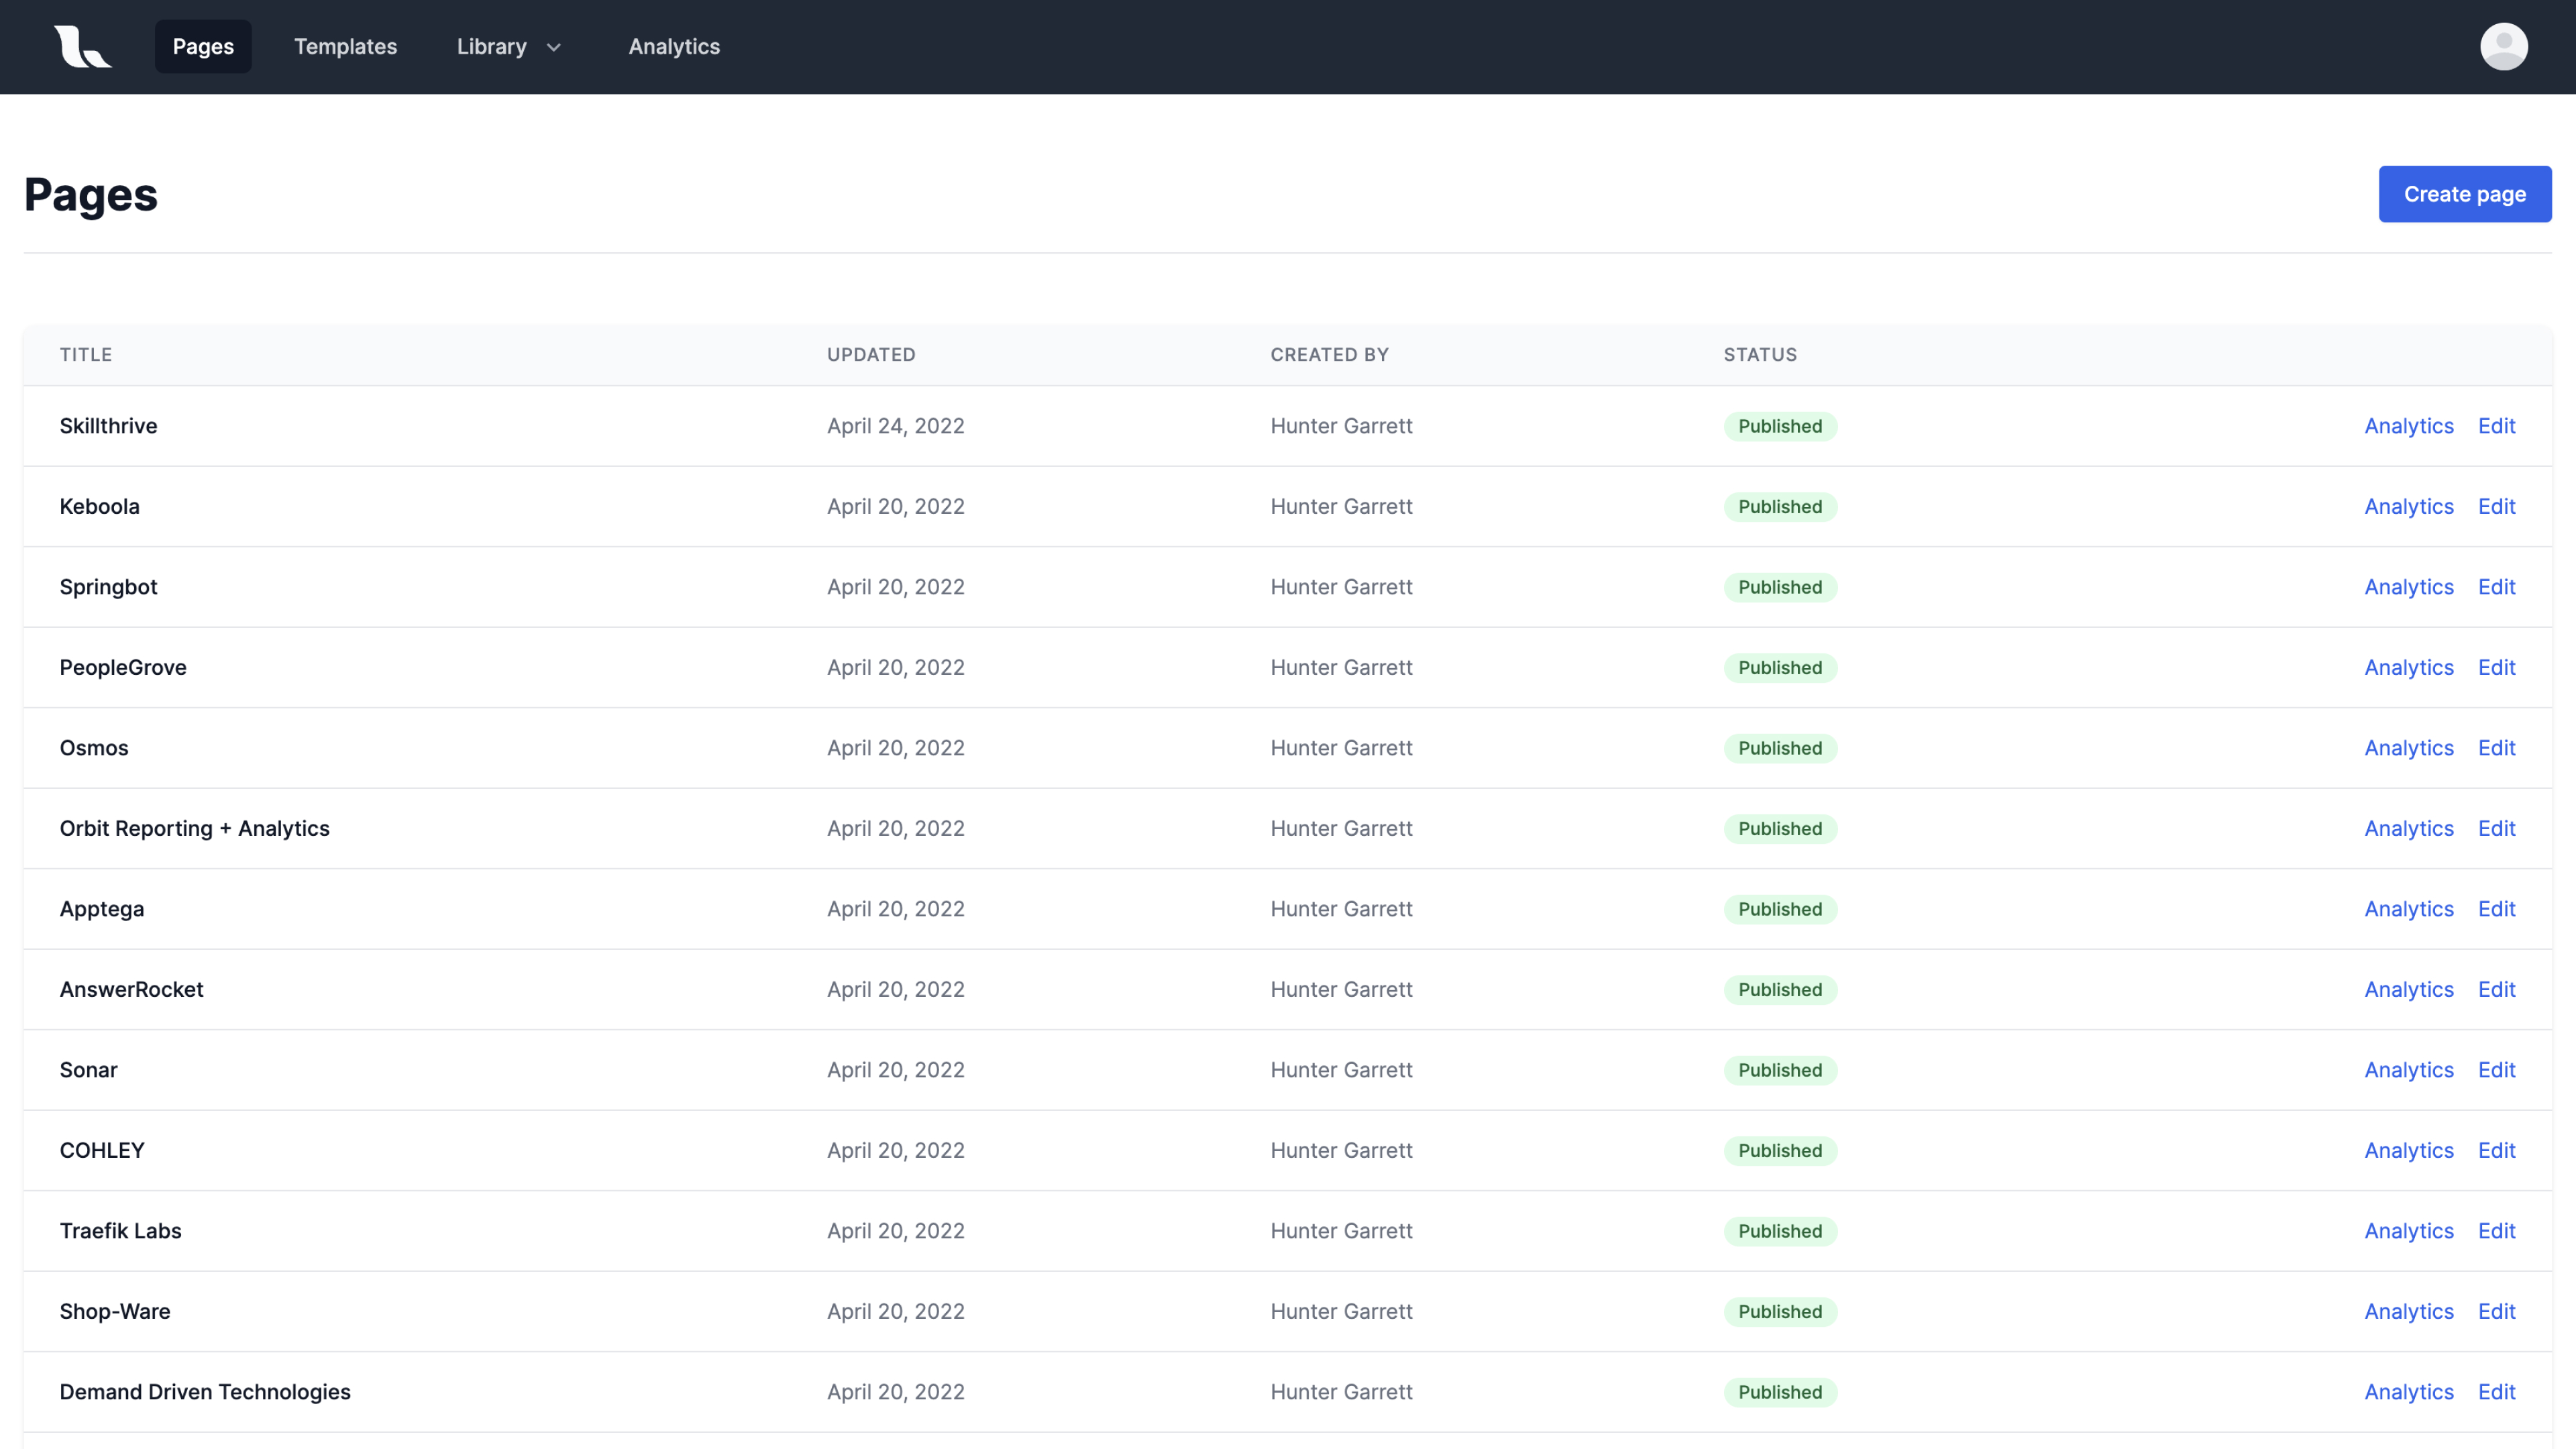 Pages Templates Library Analytics
Pages
Create page
TITLE UPDATED CREATED BY STATUS
Skillthrive April 24, 2022 Hunter Garrett Published Analytics Edit
Keboola April 20, 2022 Hunter Garrett Published Analytics Edit
Springbot April 20, 2022 Hunter Garrett Published Analytics Edit
PeopleGrove April 20, 2022 Hunter Garrett Published Analytics Edit
Osmos April 20, 2022 Hunter Garrett Published Analytics Edit
Orbit Reporting + Analytics April 20, 2022 Hunter Garrett Published Analytics Edit
Apptega April 20, 2022 Hunter Garrett Published Analytics Edit
AnswerRocket April 20, 2022 Hunter Garrett Published Analytics Edit
Sonar April 20, 2022 Hunter Garrett Published Analytics Edit
COHLEY April 20, 2022 Hunter Garrett Published Analytics Edit
Traefik Labs April 20, 2022 Hunter Garrett Published Analytics Edit
Shop-Ware April 20, 2022 Hunter Garrett Published Analytics Edit
Demand Driven Technologies April 20, 2022 Hunter Garrett Published Analytics Edit